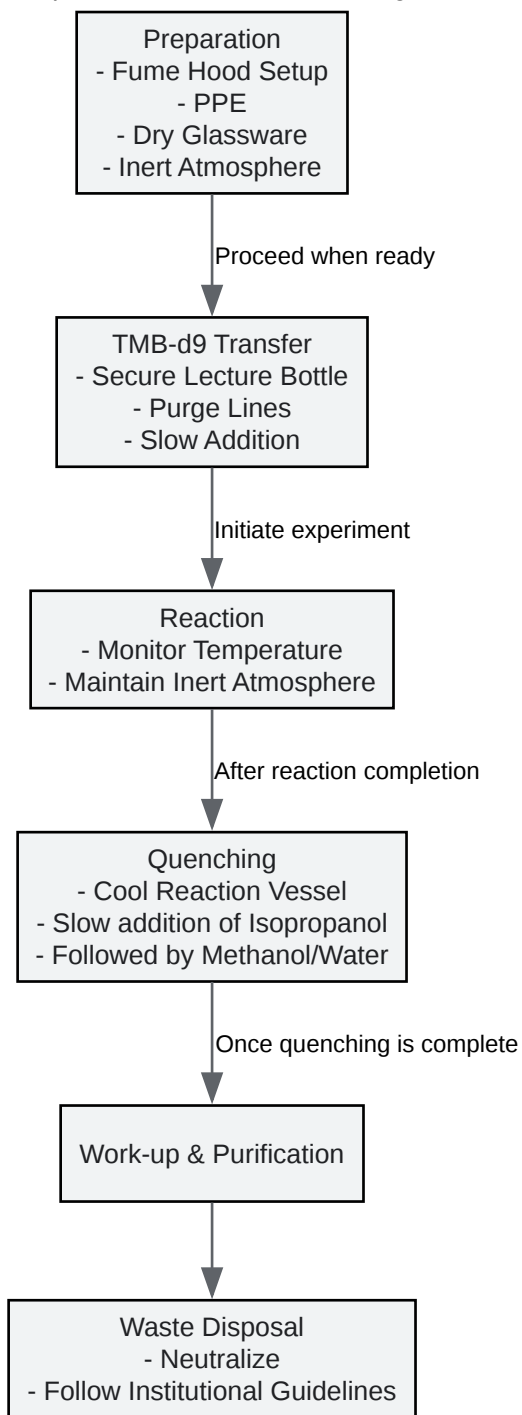 Preparation
- Fume Hood Setup
- PPE
- Dry Glassware
- Inert Atmosphere
Proceed when ready
TMB-d9 Transfer
- Secure Lecture Bottle
- Purge Lines
- Slow Addition
Initiate experiment
Reaction
- Monitor Temperature
- Maintain Inert Atmosphere
After reaction completion
Quenching
- Cool Reaction Vessel
- Slow addition of Isopropanol
- Followed by Methanol/Water
Once quenching is complete
Work-up & Purification
Waste Disposal
- Neutralize
- Follow Institutional Guidelines